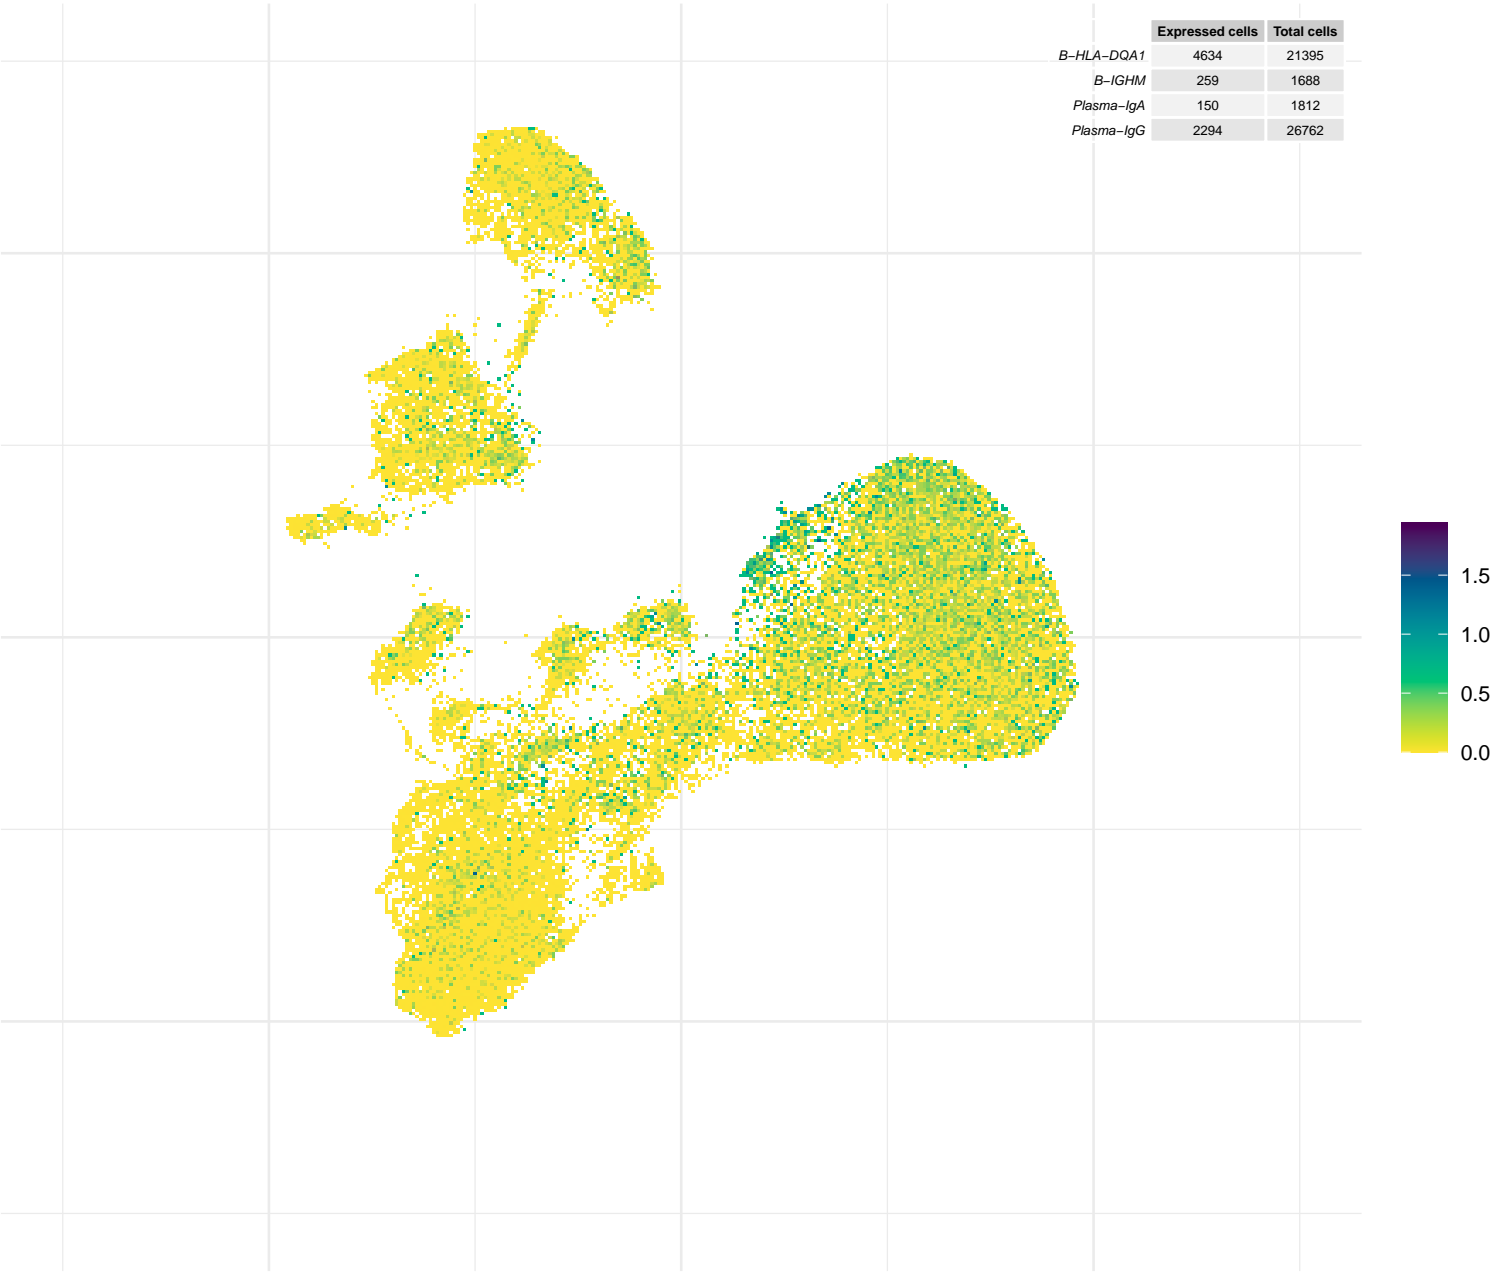 Expressed cells Total cells
B−HLA−DQA1 4634 21395
B−IGHM 259 1688
Plasma−IgA 150 1812
Plasma−IgG 2294 26762
1.5
1.0
0.5
0.0